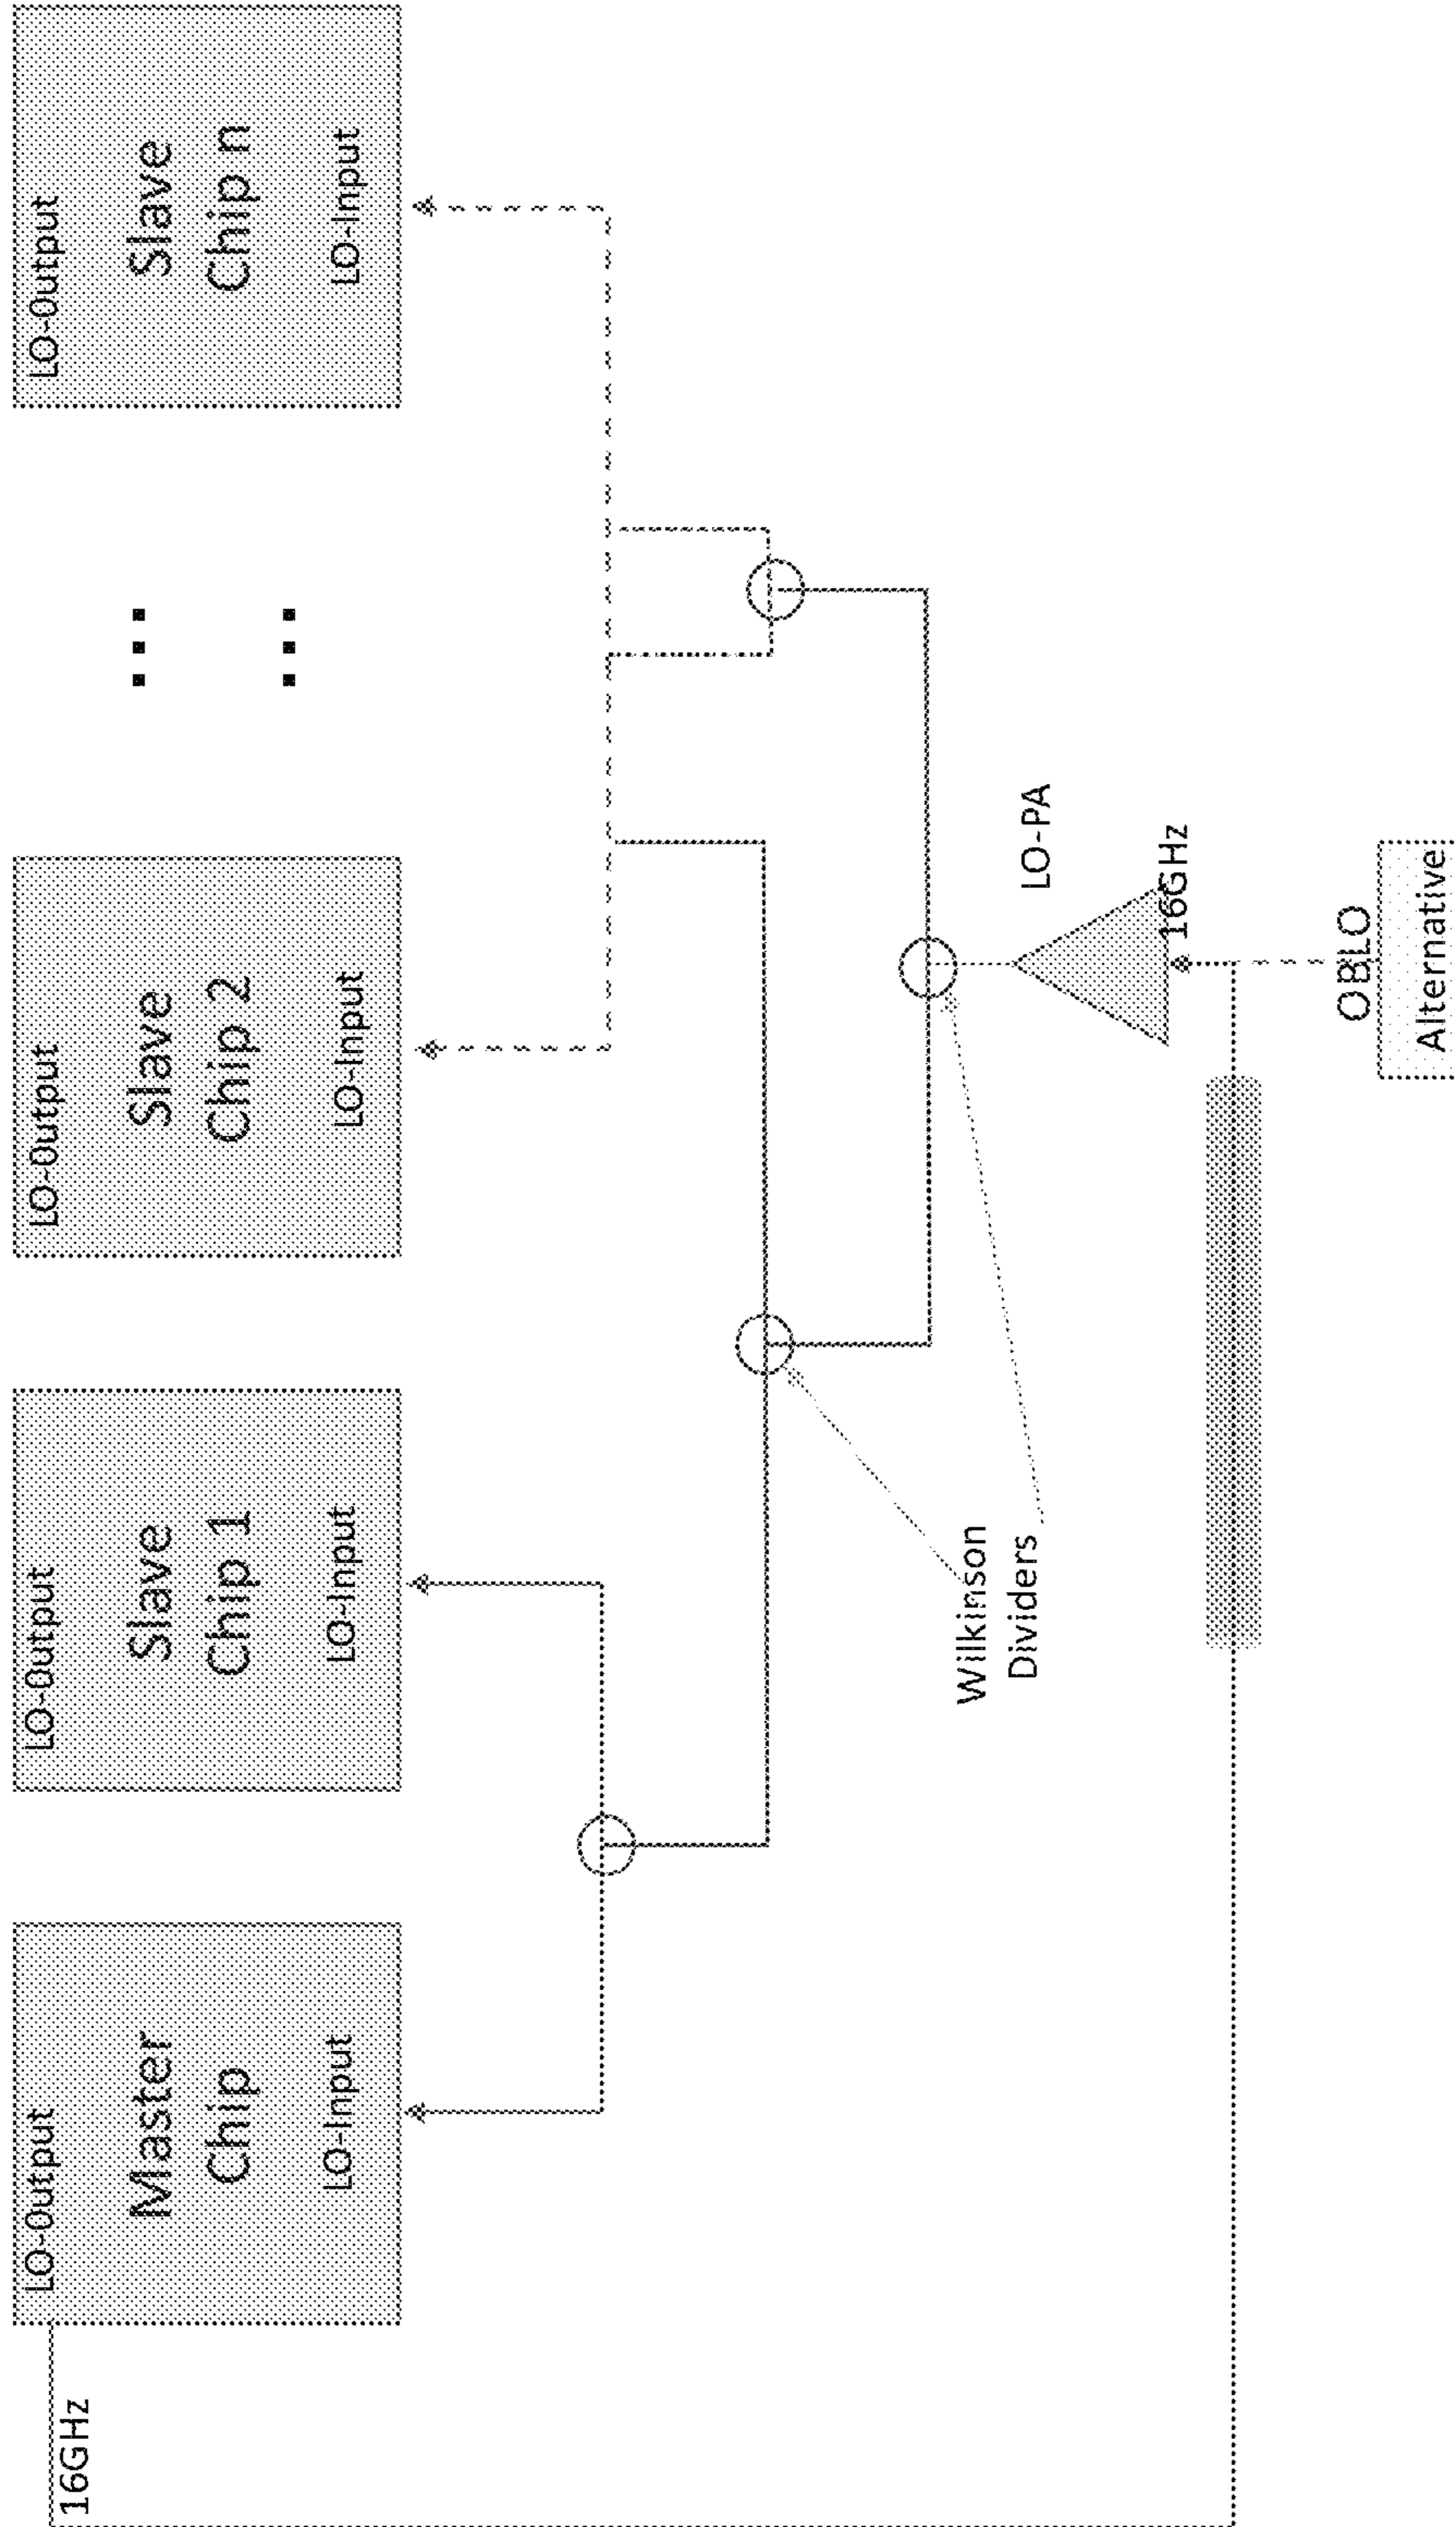 16GHz
LO-Output
Master
Chip
LO-Input
LO-Output
Slave
Chip 1
LO-Input
LO-Output
Slave
Chip 2
LO-Input
LO-Output
Slave
Chip n
LO-Input
Wilkinson
Dividers
LO-PA
16GHz
OBLO
Alternative